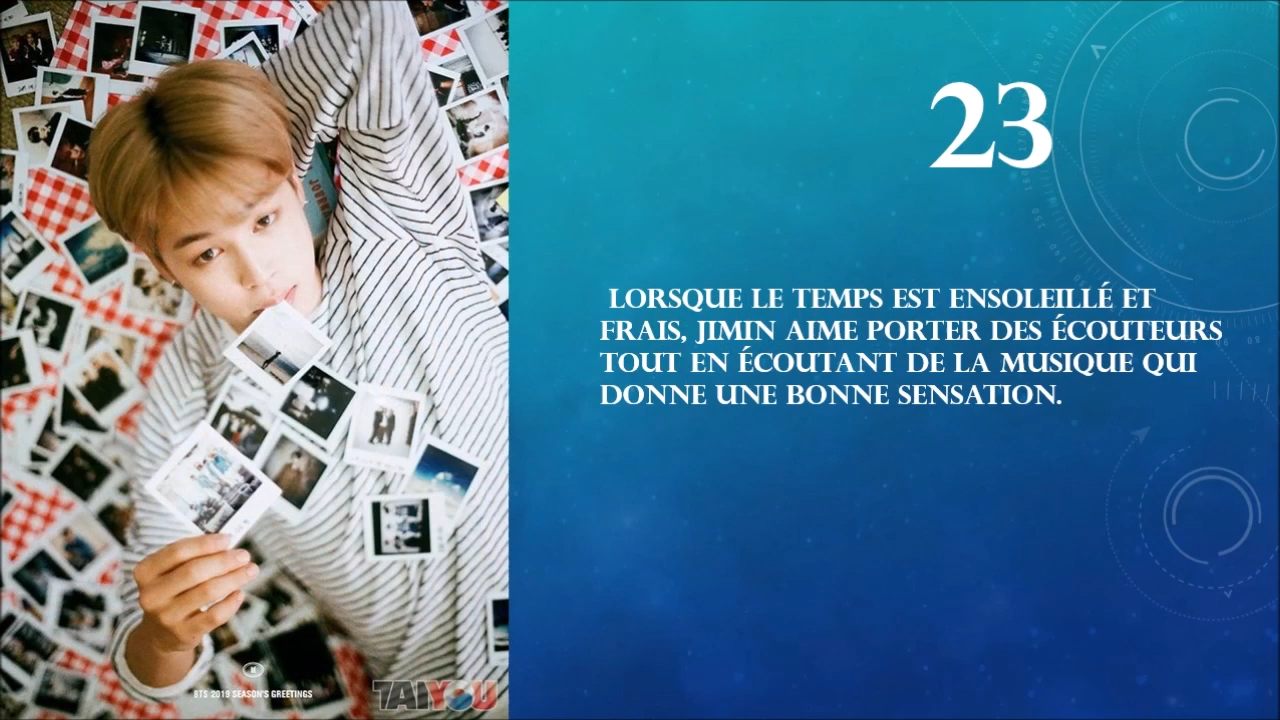 23
LORSQUE LE TEMPS EST ENSOLEILLÉ ET
FRAIS, JIMIN AIME PORTER DES ÉCOUTEURS
TOUT EN ÉCOUTANT DE LA MUSIQUE QUI
DONNE UNE BONNE SENSATION.
BTS 2019 SEASON'S GREETINGS
TAIYOU